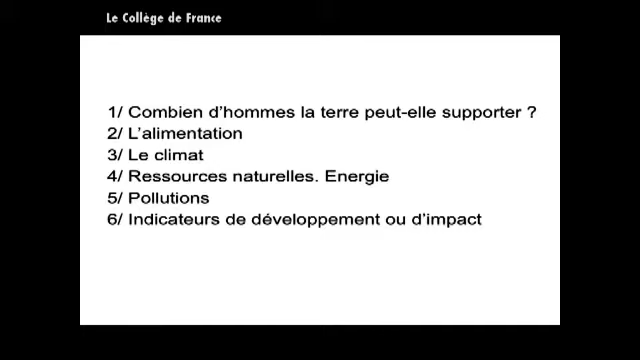 Le Collège de France
1/ Combien d'hommes la terre peut-elle supporter ?
2/ L'alimentation
3/ Le climat
4/ Ressources naturelles. Energie
5/ Pollutions
6/ Indicateurs de développement ou d'impact